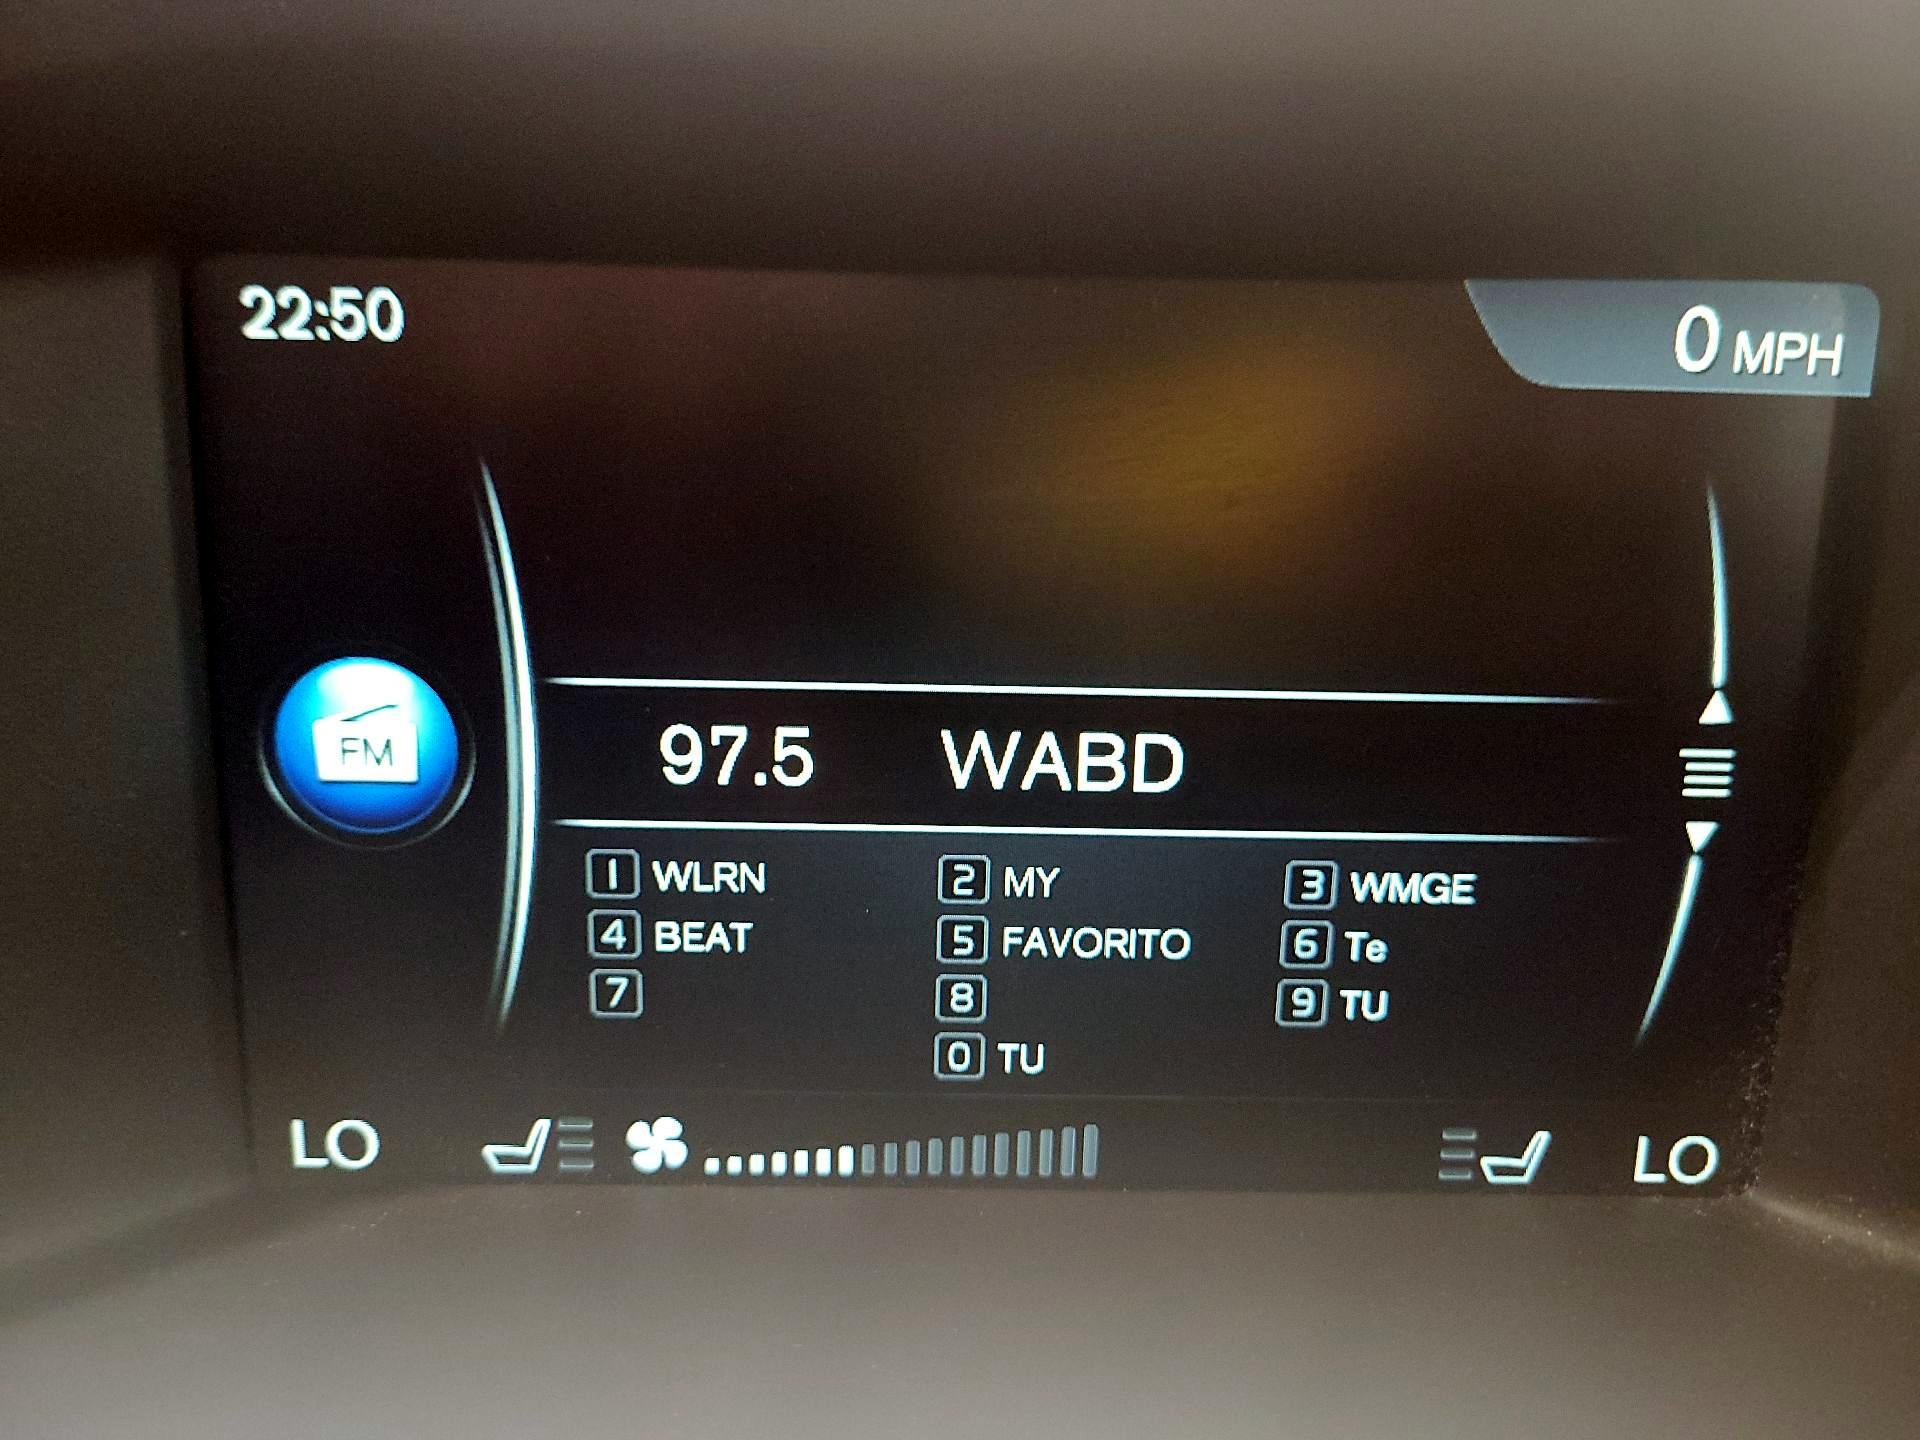 22:50
0 MPH
FM
97.5 WABD
1 WLRN 2 MY 3 WMGE
4 BEAT 5 FAVORITO 6 Te
7 8 9 TU
0 TU
LO LO